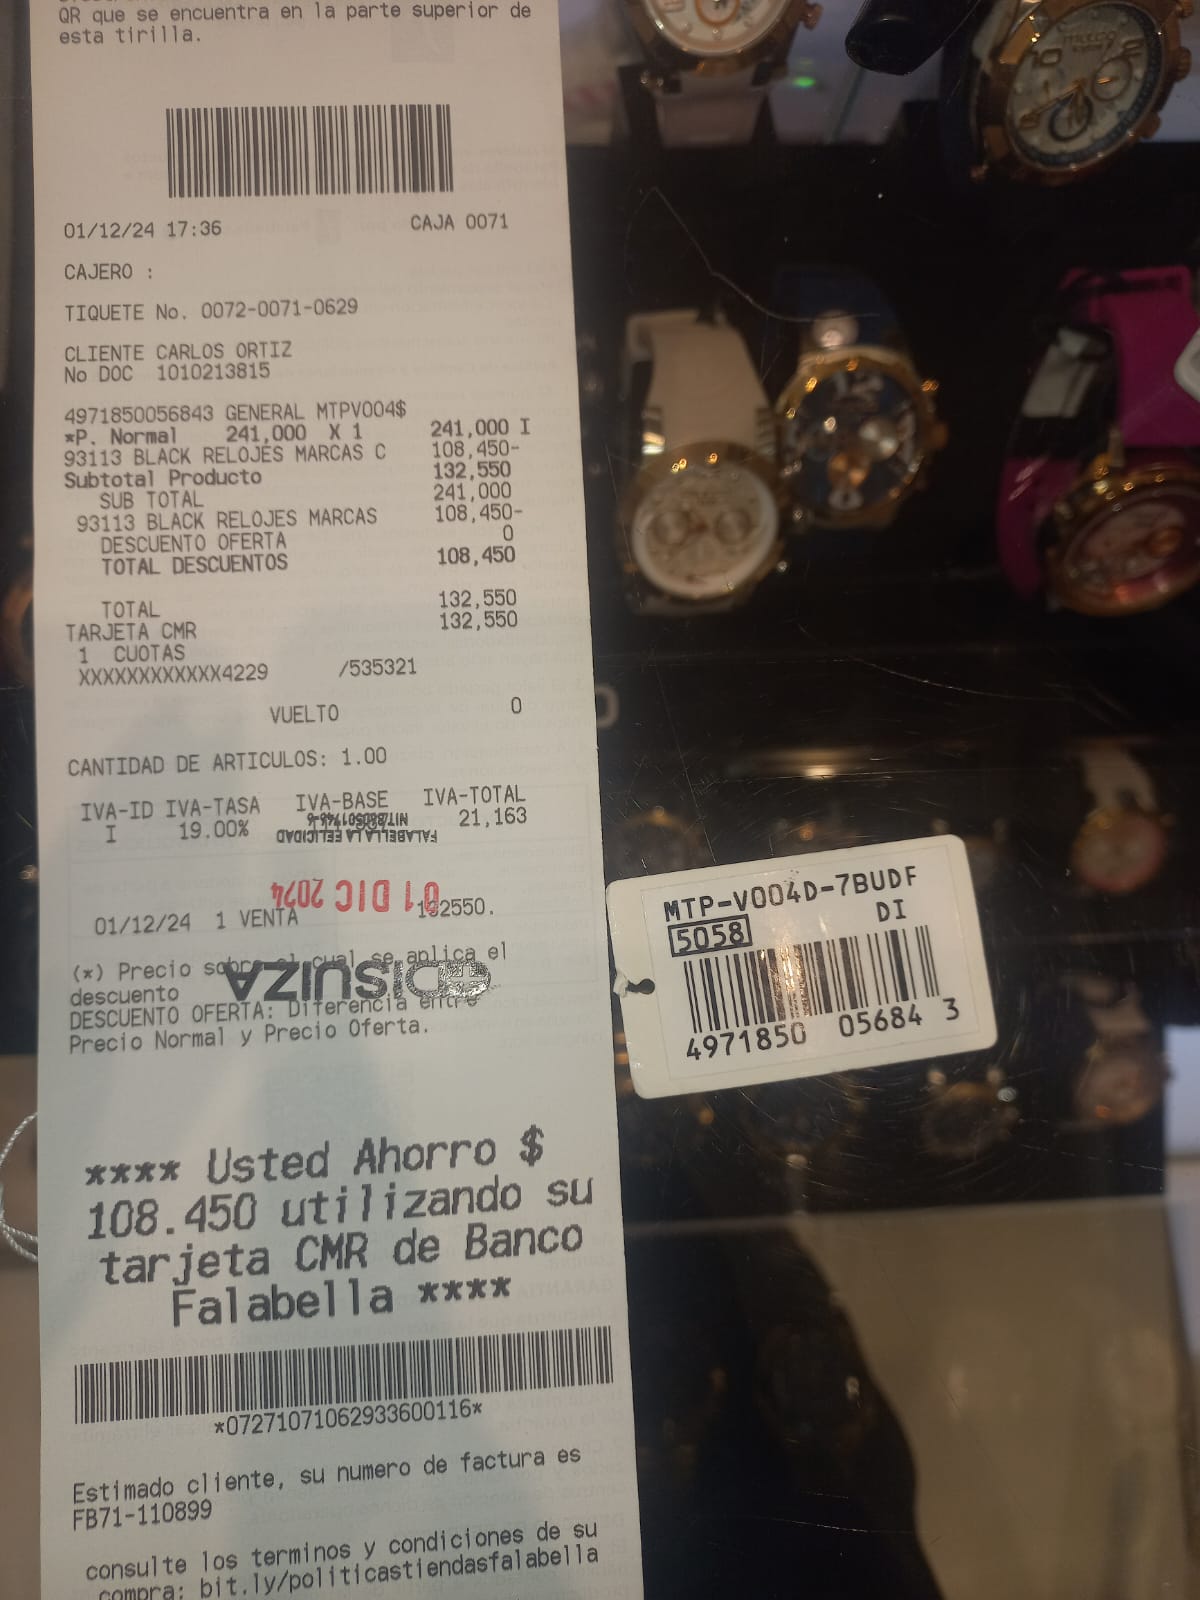 QR que se encuentra en la parte superior de
esta tirilla.
01/12/24 17:36 CAJA 0071
CAJERO :
TIQUETE No. 0072-0071-0629
CLIENTE CARLOS ORTIZ
No DOC 1010213815
4971850056843 GENERAL MTPV004$
*P. Normal 241,000 X 1 241,000 I
93113 BLACK RELOJES MARCAS C 108,450-
Subtotal Producto 132,550
SUB TOTAL 241,000
93113 BLACK RELOJES MARCAS 108,450-
DESCUENTO OFERTA 0
TOTAL DESCUENTOS 108,450
TOTAL 132,550
TARJETA CMR 132,550
1 CUOTAS
XXXXXXXXXXXX4229 /535321
VUELTO 0
CANTIDAD DE ARTICULOS: 1.00
IVA-ID IVA-TASA IVA-BASE IVA-TOTAL
I 19.00% 21,163
FALABELLA LA FELICIDAD
01 DIC 2024
01/12/24 1 VENTA 132550.
(*) Precio sobre el cual se aplica el
descuento
DISUIZA
DESCUENTO OFERTA: Diferencia entre
Precio Normal y Precio Oferta.
**** Usted Ahorro $
108.450 utilizando su
tarjeta CMR de Banco
Falabella ****
*07271071062933600116*
Estimado cliente, su numero de factura es
FB71-110899
consulte los terminos y condiciones de su
compra: bit.ly/politicastiendasfalabella
MTP-V004D-7BUDF
DI
5058
4971850 05684 3